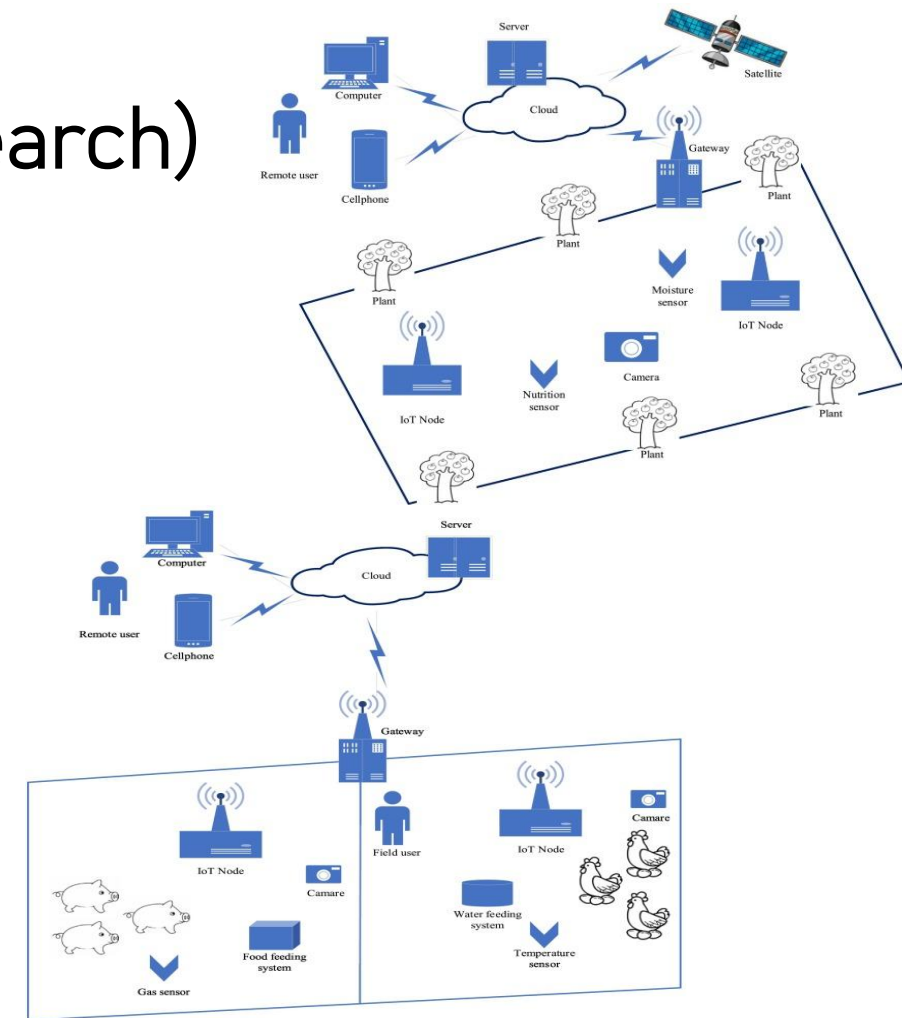 earch)
Server
Satellite
Computer
Cloud
Gateway
Remote user
Cellphone
Plant
Plant
Plant
Moisture
sensor
IoT Node
Camera
Nutrition
sensor
IoT Node
Plant
Plant
Server
Computer
Cloud
Remote user
Cellphone
Gateway
IoT Node
Field user
IoT Node
Camare
Camare
Water feeding
system
Food feeding
system
Temperature
sensor
Gas sensor